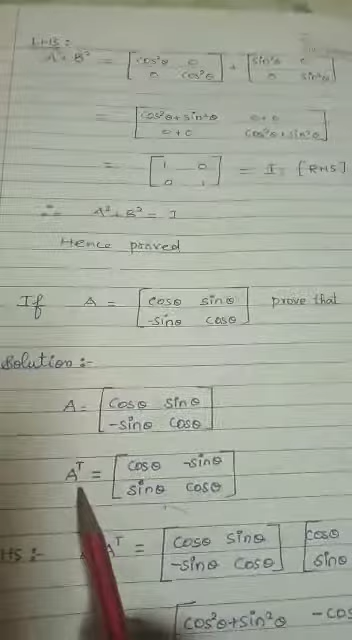 LHS:
A²+B² = [cos²θ 0 + [sin²θ 0
0 cos²θ] 0 sin²θ]
= [cos²θ+sin²θ 0+0
0+0 cos²θ+sin²θ]
= [1 0 = I = [RHS]
0 1]
∴ A²+B² = I
Hence proved
If A = [cosθ sinθ prove that
-sinθ cosθ]
Solution :-
A = [cosθ sinθ
-sinθ cosθ]
Aᵀ = [cosθ -sinθ
sinθ cosθ]
HS :- Aᵀ = [cosθ sinθ [cosθ
-sinθ cosθ] sinθ
[cos²θ+sin²θ -cos